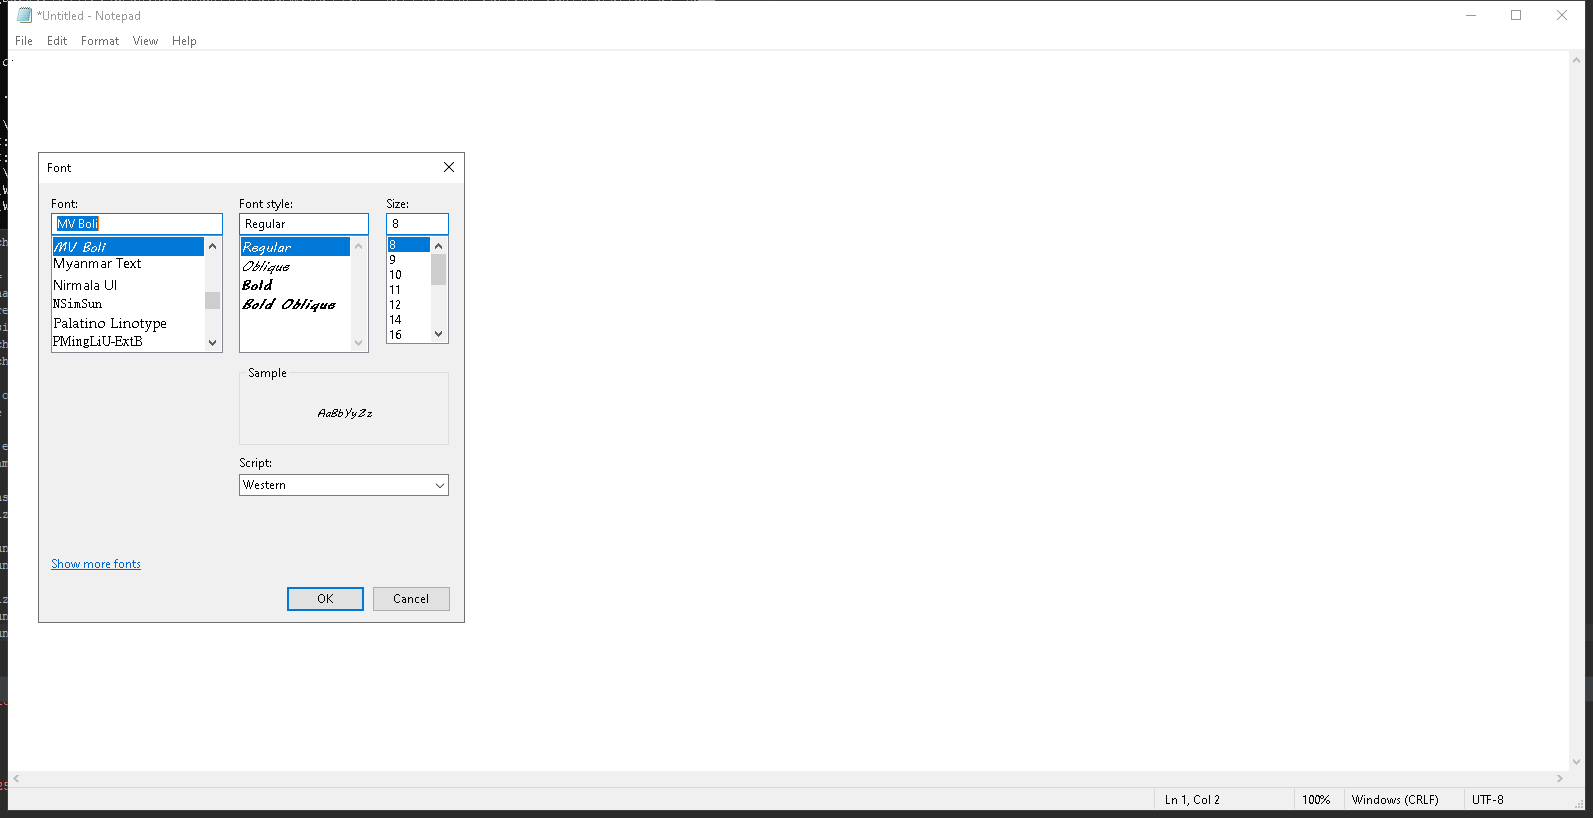 *Untitled - Notepad
File Edit Format View Help
Font
Font: Font style: Size:
MV Boli Regular 8
MV Boli Regular 8
Myanmar Text Oblique 9
Nirmala UI Bold 10
NSimSun Bold Oblique 11
Palatino Linotype 12
PMingLiU-ExtB 14
16
Sample
AaBbYyZz
Script:
Western
Show more fonts
OK Cancel
Ln 1, Col 2 100% Windows (CRLF) UTF-8